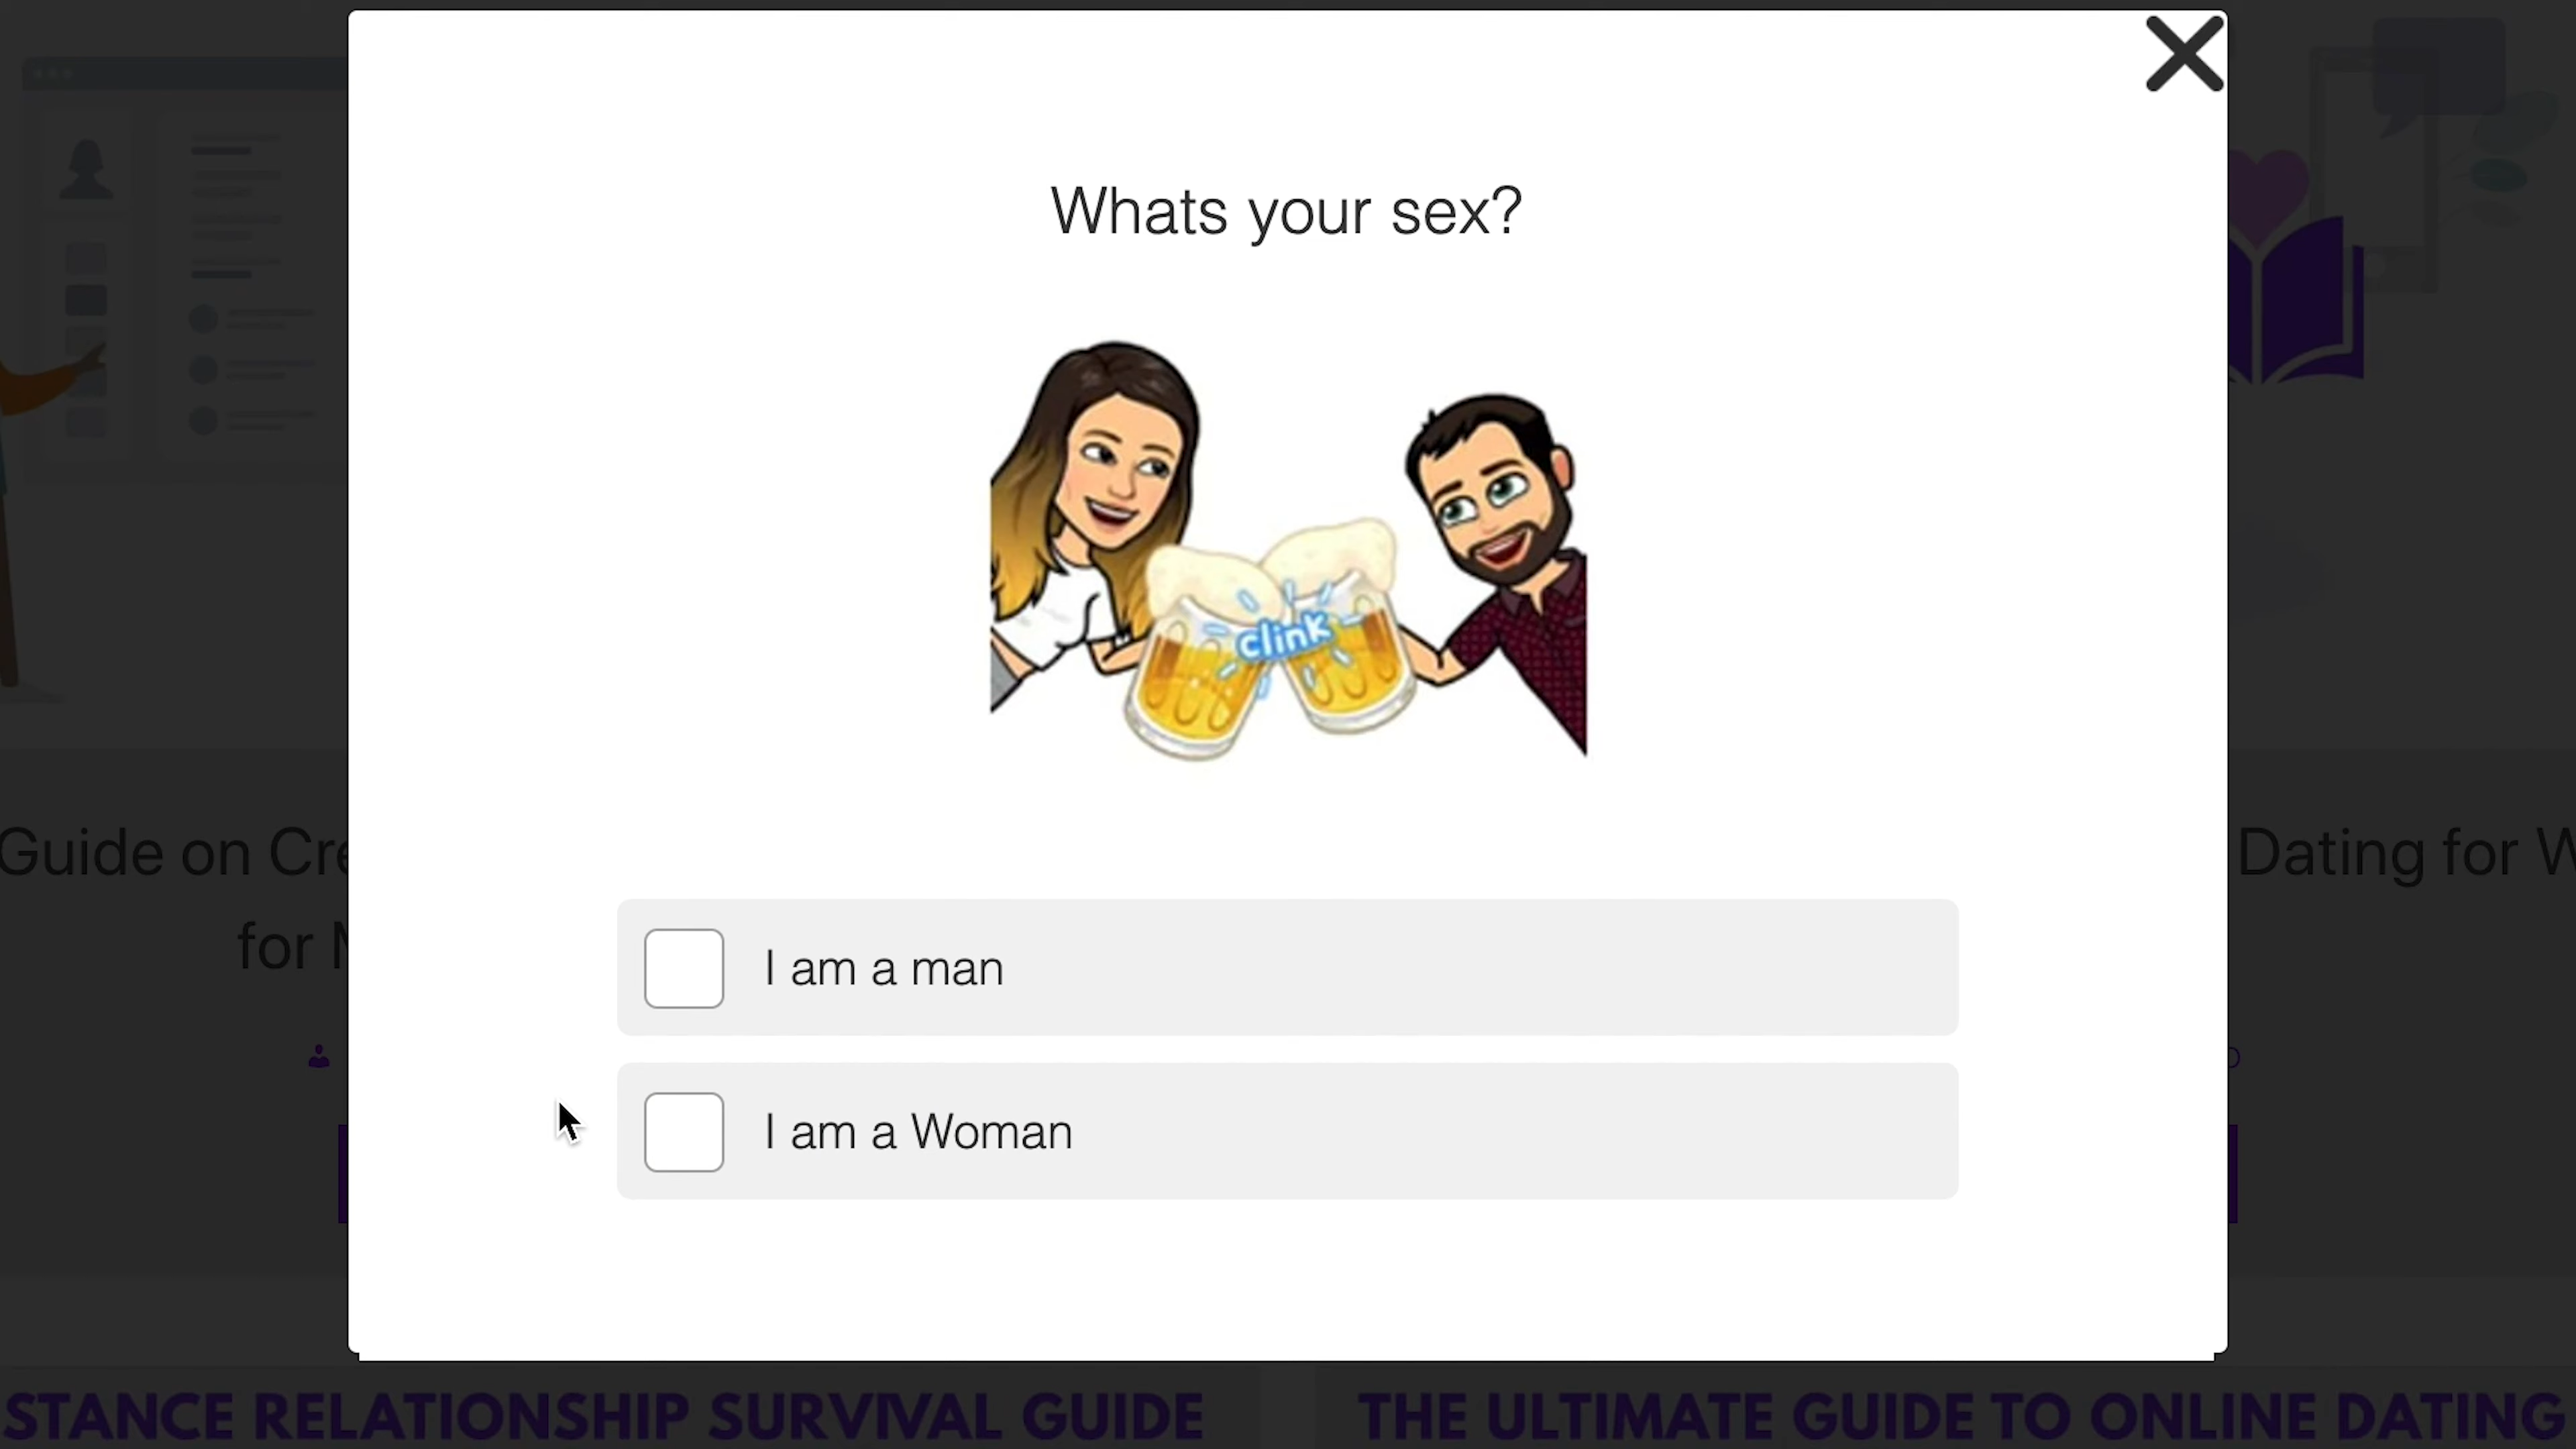 Whats your sex?
clink
I am a man
I am a Woman
Guide on Cre
for
Dating for W
STANCE RELATIONSHIP SURVIVAL GUIDE
THE ULTIMATE GUIDE TO ONLINE DATING